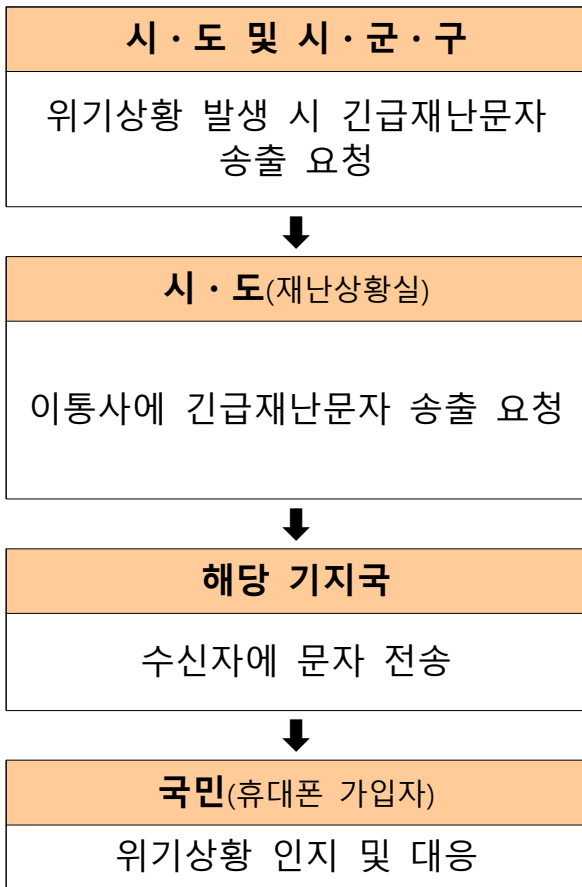 시·도 및 시·군·구
위기상황 발생 시 긴급재난문자
송출 요청
시·도(재난상황실)
이통사에 긴급재난문자 송출 요청
해당 기지국
수신자에 문자 전송
국민(휴대폰 가입자)
위기상황 인지 및 대응